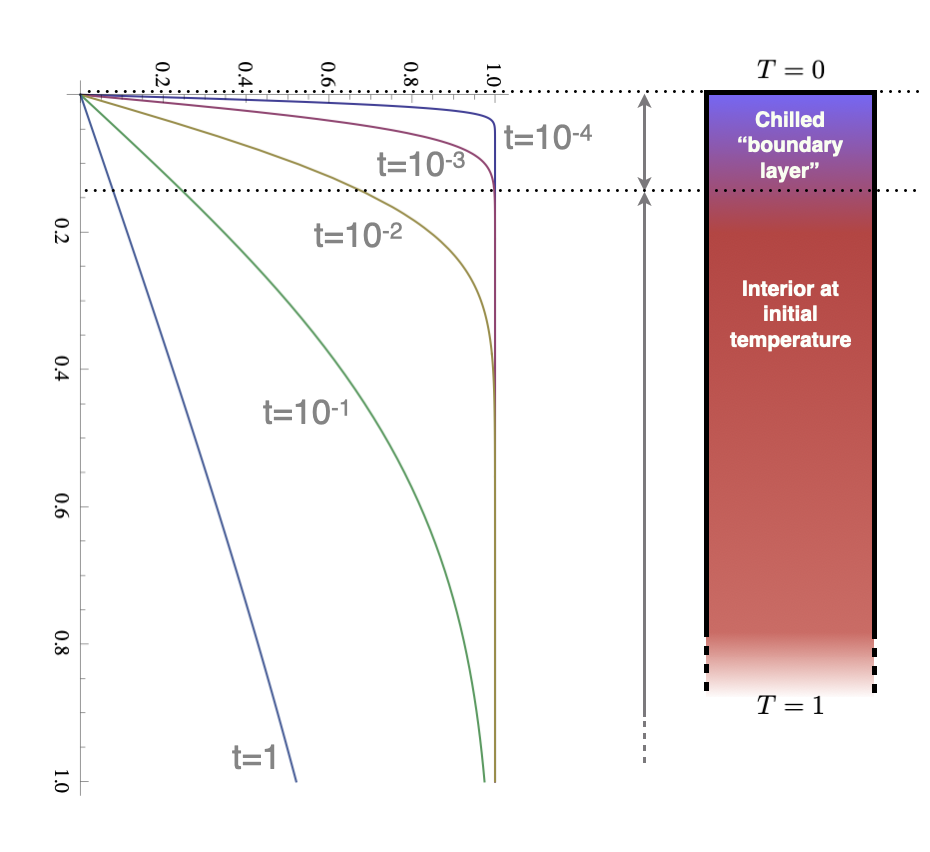 0.2
0.4
0.6
0.8
1.0
T = 0
t=10⁻⁴
t=10⁻³
t=10⁻²
t=10⁻¹
t=1
0.2
0.4
0.6
0.8
1.0
Chilled
“boundary
layer”
Interior at
initial
temperature
T = 1